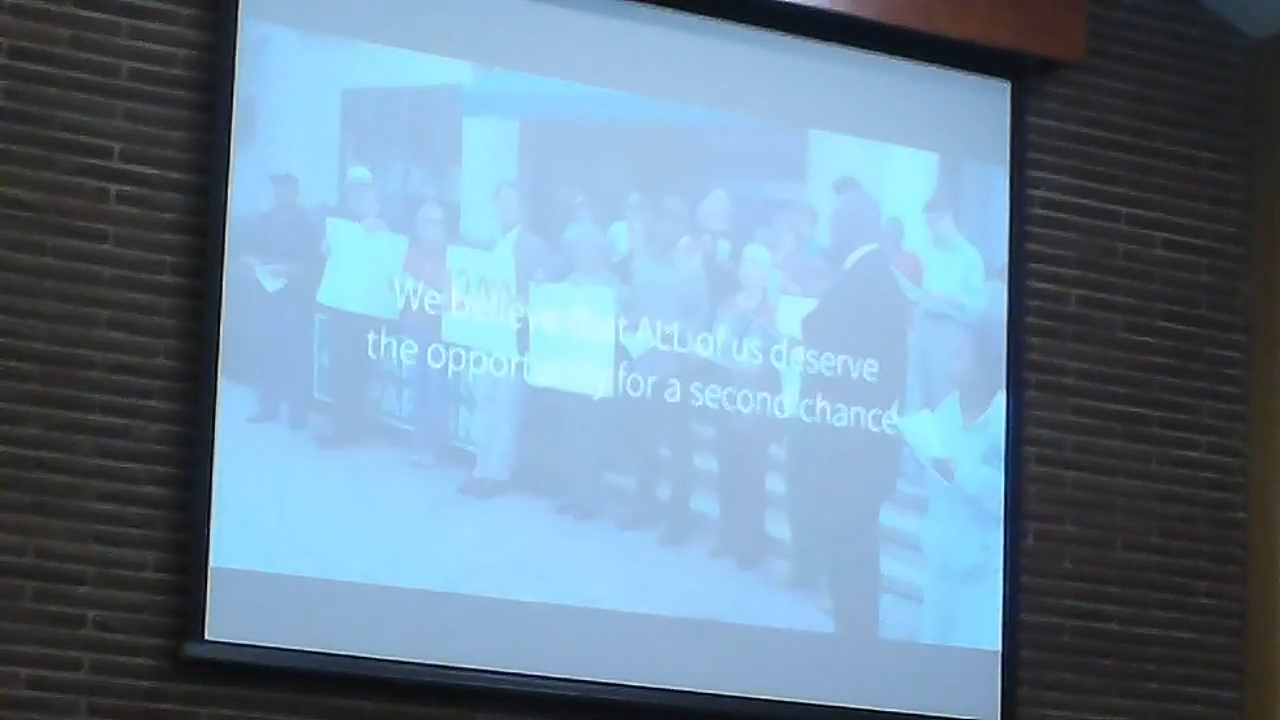 We believe that ALL of us deserve
the opportunity for a second chance